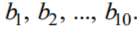 b₁, b₂, ..., b₁₀.